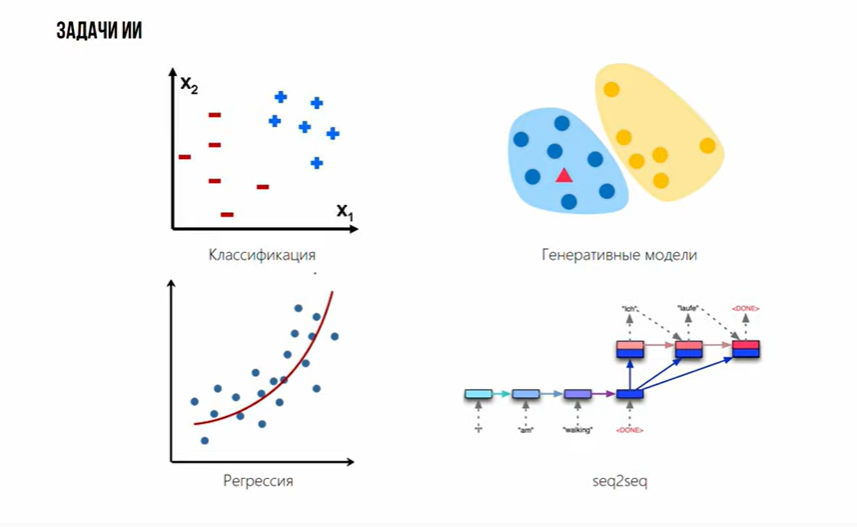 ЗАДАЧИ ИИ
X2
X1
Классификация
Генеративные модели
Регрессия
"Ich" "laufe" <DONE>
"I" "am" "walking" <DONE>
seq2seq